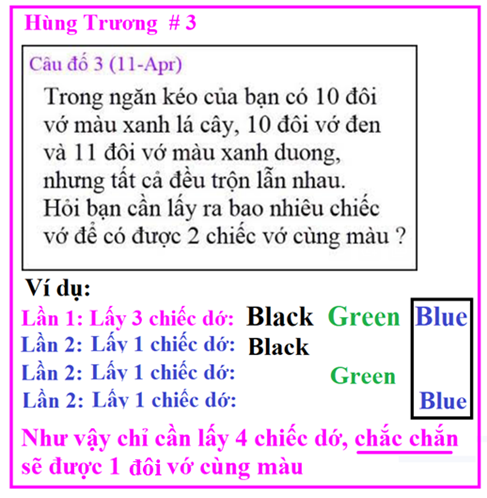 Hùng Trương # 3
Câu đố 3 (11-Apr)
Trong ngăn kéo của bạn có 10 đôi
vớ màu xanh lá cây, 10 đôi vớ đen
và 11 đôi vớ màu xanh duong,
nhưng tất cả đều trộn lẫn nhau.
Hỏi bạn cần lấy ra bao nhiêu chiếc
vớ để có được 2 chiếc vớ cùng màu ?
Ví dụ:
Lần 1: Lấy 3 chiếc dớ: Black Green Blue
Lần 2: Lấy 1 chiếc dớ: Black
Lần 2: Lấy 1 chiếc dớ: Green
Lần 2: Lấy 1 chiếc dớ: Blue
Như vậy chỉ cần lấy 4 chiếc dớ, chắc chắn
sẽ được 1 đôi vớ cùng màu